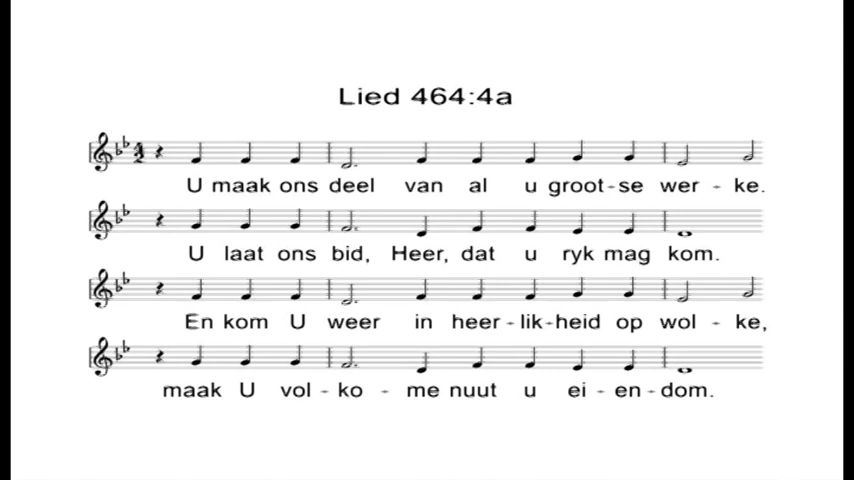 Lied 464:4a
U maak ons deel van al u groot-se wer-ke.
U laat ons bid, Heer, dat u ryk mag kom.
En kom U weer in heer-lik-heid op wol-ke,
maak U vol-ko-me nuut u ei-en-dom.